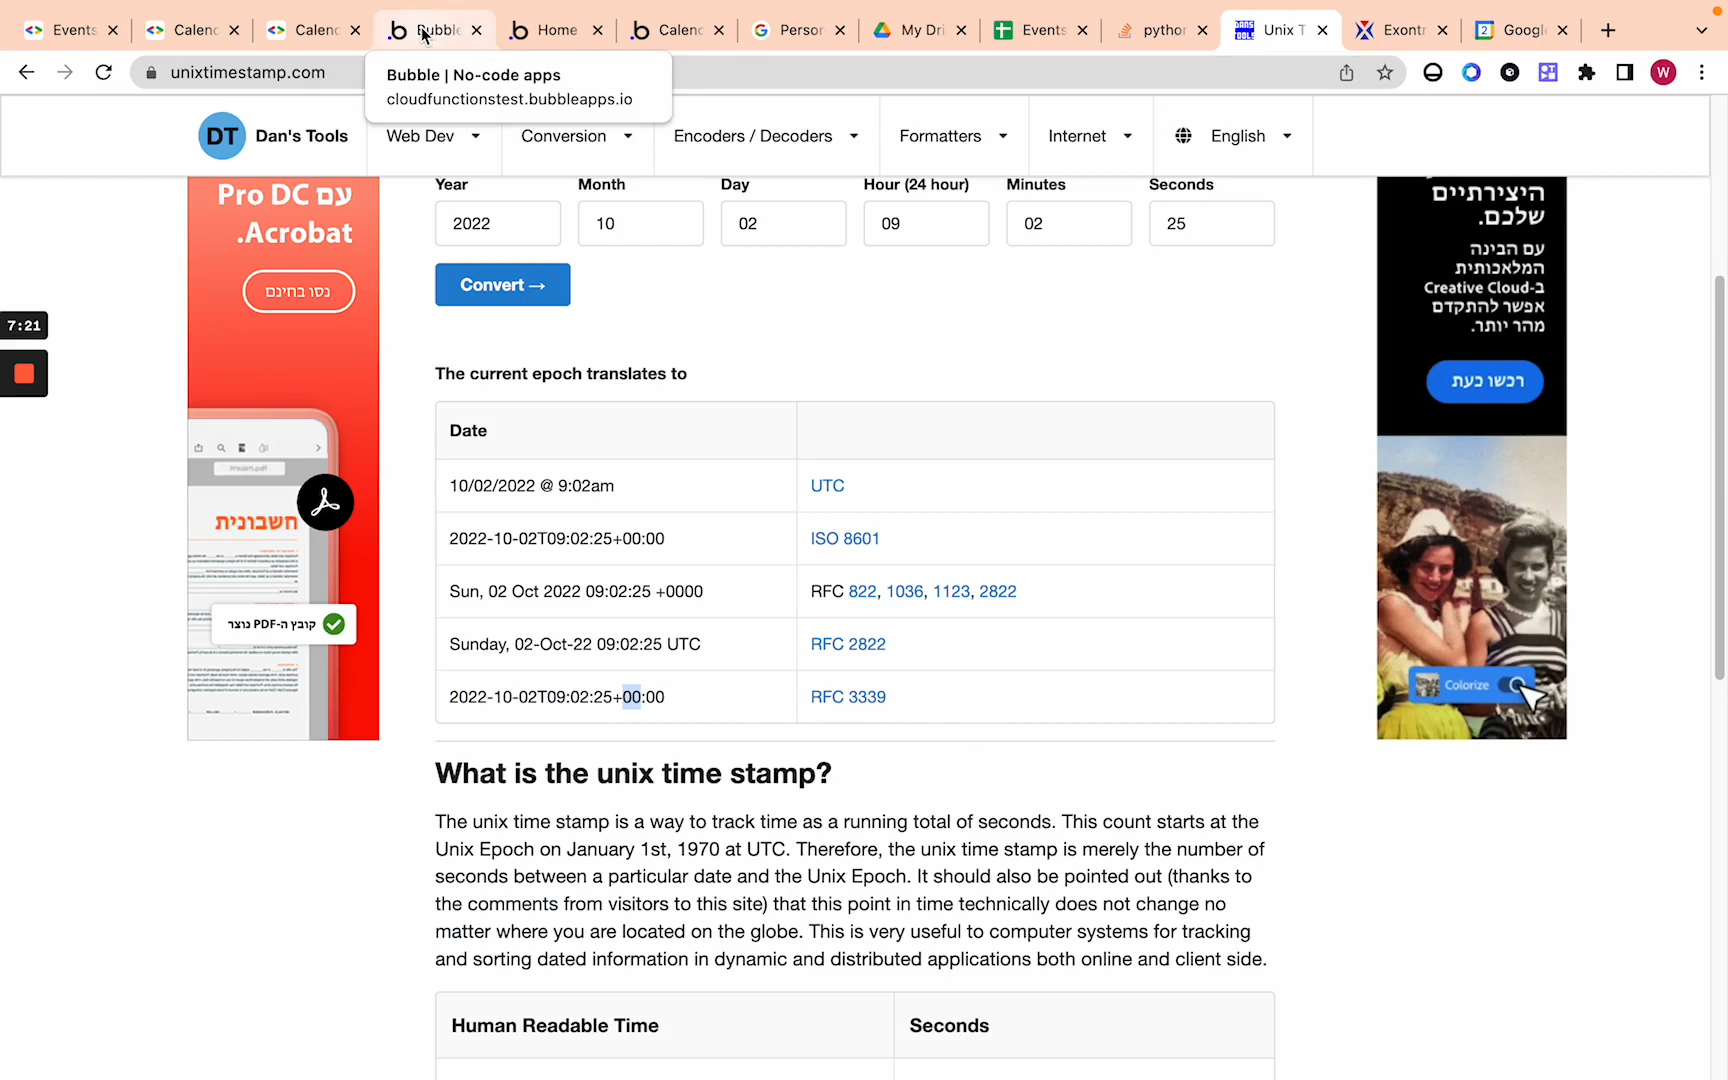 Events
Calenc
Calenc
Bubble
Home
Calenc
Persor
My Dri
Events
python
Unix T
Exontr
Googl
unixtimestamp.com
W
Bubble | No-code apps
cloudfunctionstest.bubbleapps.io
DT
Dan's Tools
Web Dev
Conversion
Encoders / Decoders
Formatters
Internet
English
עם Pro DC
Acrobat.
נסו בחינם
חשבונית
קובץ ה-PDF נוצר
7:21
Year
Month
Day
Hour (24 hour)
Minutes
Seconds
2022
10
02
09
02
25
Convert →
The current epoch translates to
Date
10/02/2022 @ 9:02am
UTC
2022-10-02T09:02:25+00:00
ISO 8601
Sun, 02 Oct 2022 09:02:25 +0000
RFC 822, 1036, 1123, 2822
Sunday, 02-Oct-22 09:02:25 UTC
RFC 2822
2022-10-02T09:02:25+00:00
RFC 3339
What is the unix time stamp?
The unix time stamp is a way to track time as a running total of seconds. This count starts at the
Unix Epoch on January 1st, 1970 at UTC. Therefore, the unix time stamp is merely the number of
seconds between a particular date and the Unix Epoch. It should also be pointed out (thanks to
the comments from visitors to this site) that this point in time technically does not change no
matter where you are located on the globe. This is very useful to computer systems for tracking
and sorting dated information in dynamic and distributed applications both online and client side.
Human Readable Time
Seconds
היצירתיים
שלכם.
עם הבינה
המלאכותית
ב-Creative Cloud
אפשר להתקדם
מהר יותר.
רכשו כעת
Colorize